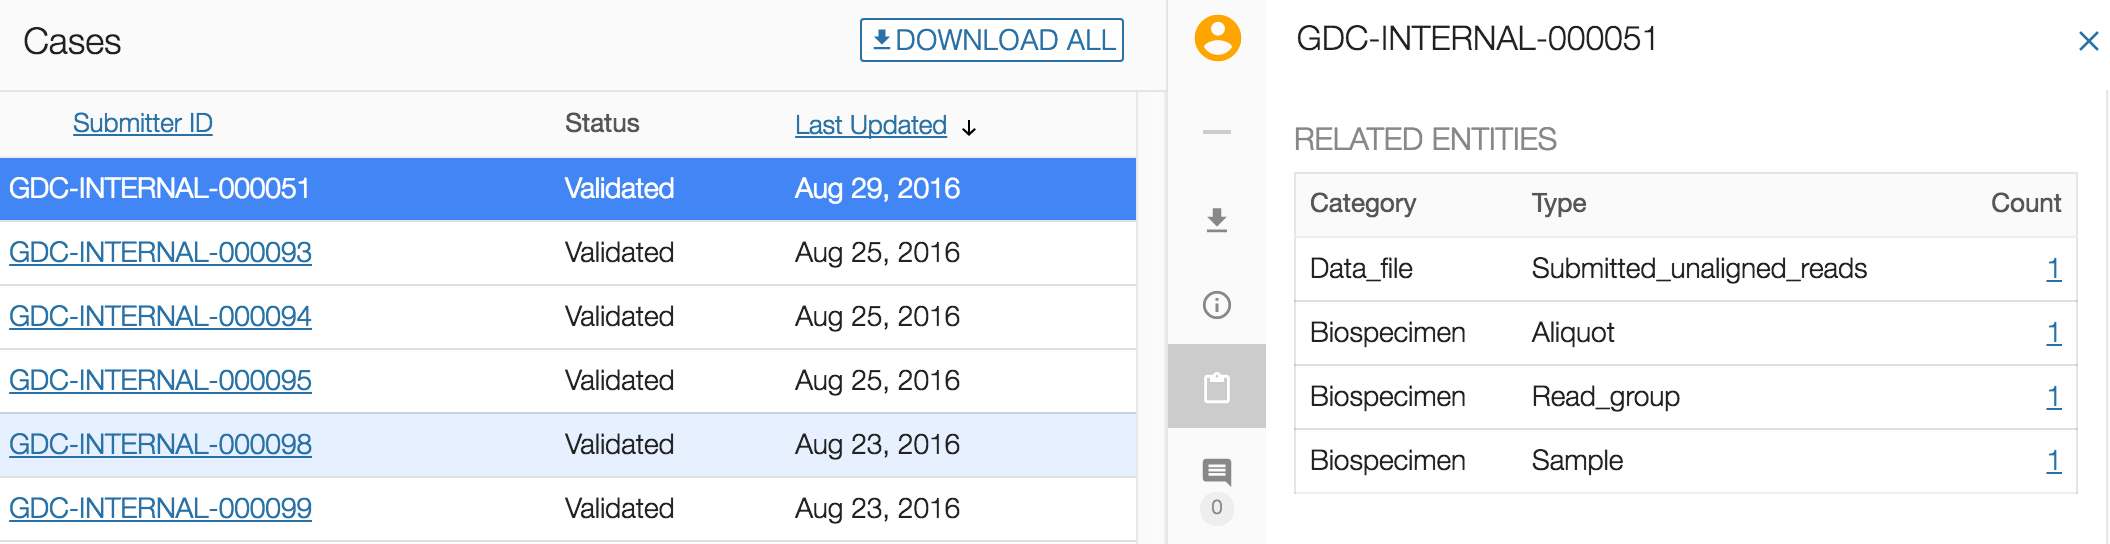 Cases
DOWNLOAD ALL
Submitter ID Status Last Updated
GDC-INTERNAL-000051 Validated Aug 29, 2016
GDC-INTERNAL-000093 Validated Aug 25, 2016
GDC-INTERNAL-000094 Validated Aug 25, 2016
GDC-INTERNAL-000095 Validated Aug 25, 2016
GDC-INTERNAL-000098 Validated Aug 23, 2016
GDC-INTERNAL-000099 Validated Aug 23, 2016
0
GDC-INTERNAL-000051
RELATED ENTITIES
Category Type Count
Data_file Submitted_unaligned_reads 1
Biospecimen Aliquot 1
Biospecimen Read_group 1
Biospecimen Sample 1